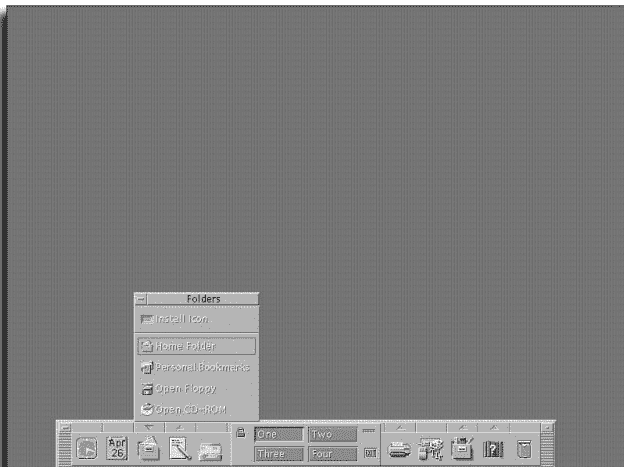 Folders
Install Icon
Home Folder
Personal Bookmarks
Open Floppy
Open CD-ROM
Apr
26
One Two
Three Four